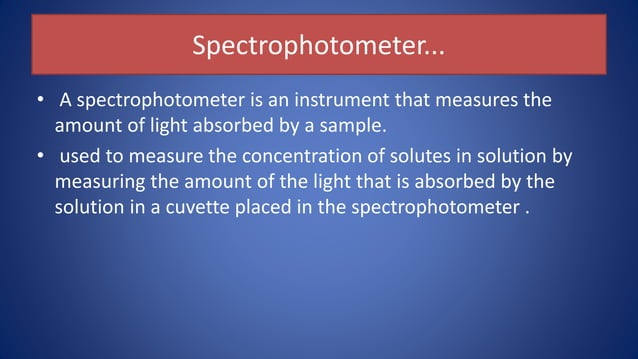 Spectrophotometer...
• A spectrophotometer is an instrument that measures the
amount of light absorbed by a sample.
• used to measure the concentration of solutes in solution by
measuring the amount of the light that is absorbed by the
solution in a cuvette placed in the spectrophotometer .